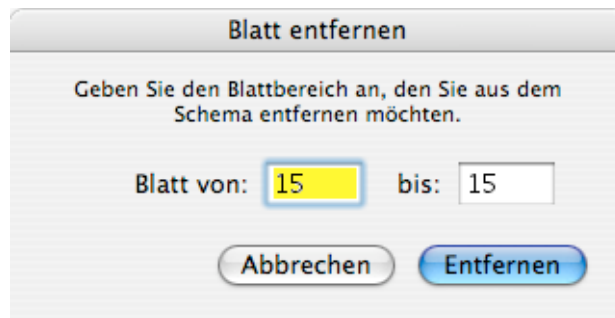 Blatt entfernen
Geben Sie den Blattbereich an, den Sie aus dem
Schema entfernen möchten.
Blatt von: 15 bis: 15
Abbrechen Entfernen